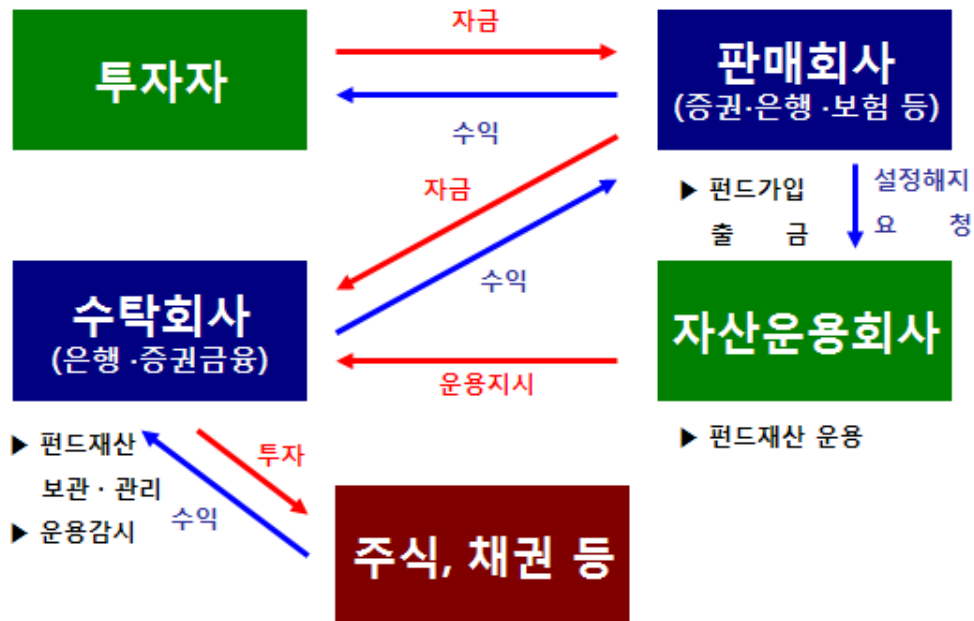 투자자
자금
수익
판매회사
(증권·은행 ·보험 등)
자금
수익
▶ 펀드가입
출 금
설정해지
요 청
수탁회사
(은행 ·증권금융)
운용지시
자산운용회사
▶ 펀드재산
보관 · 관리
▶ 운용감시
투자
수익
▶ 펀드재산 운용
주식, 채권 등